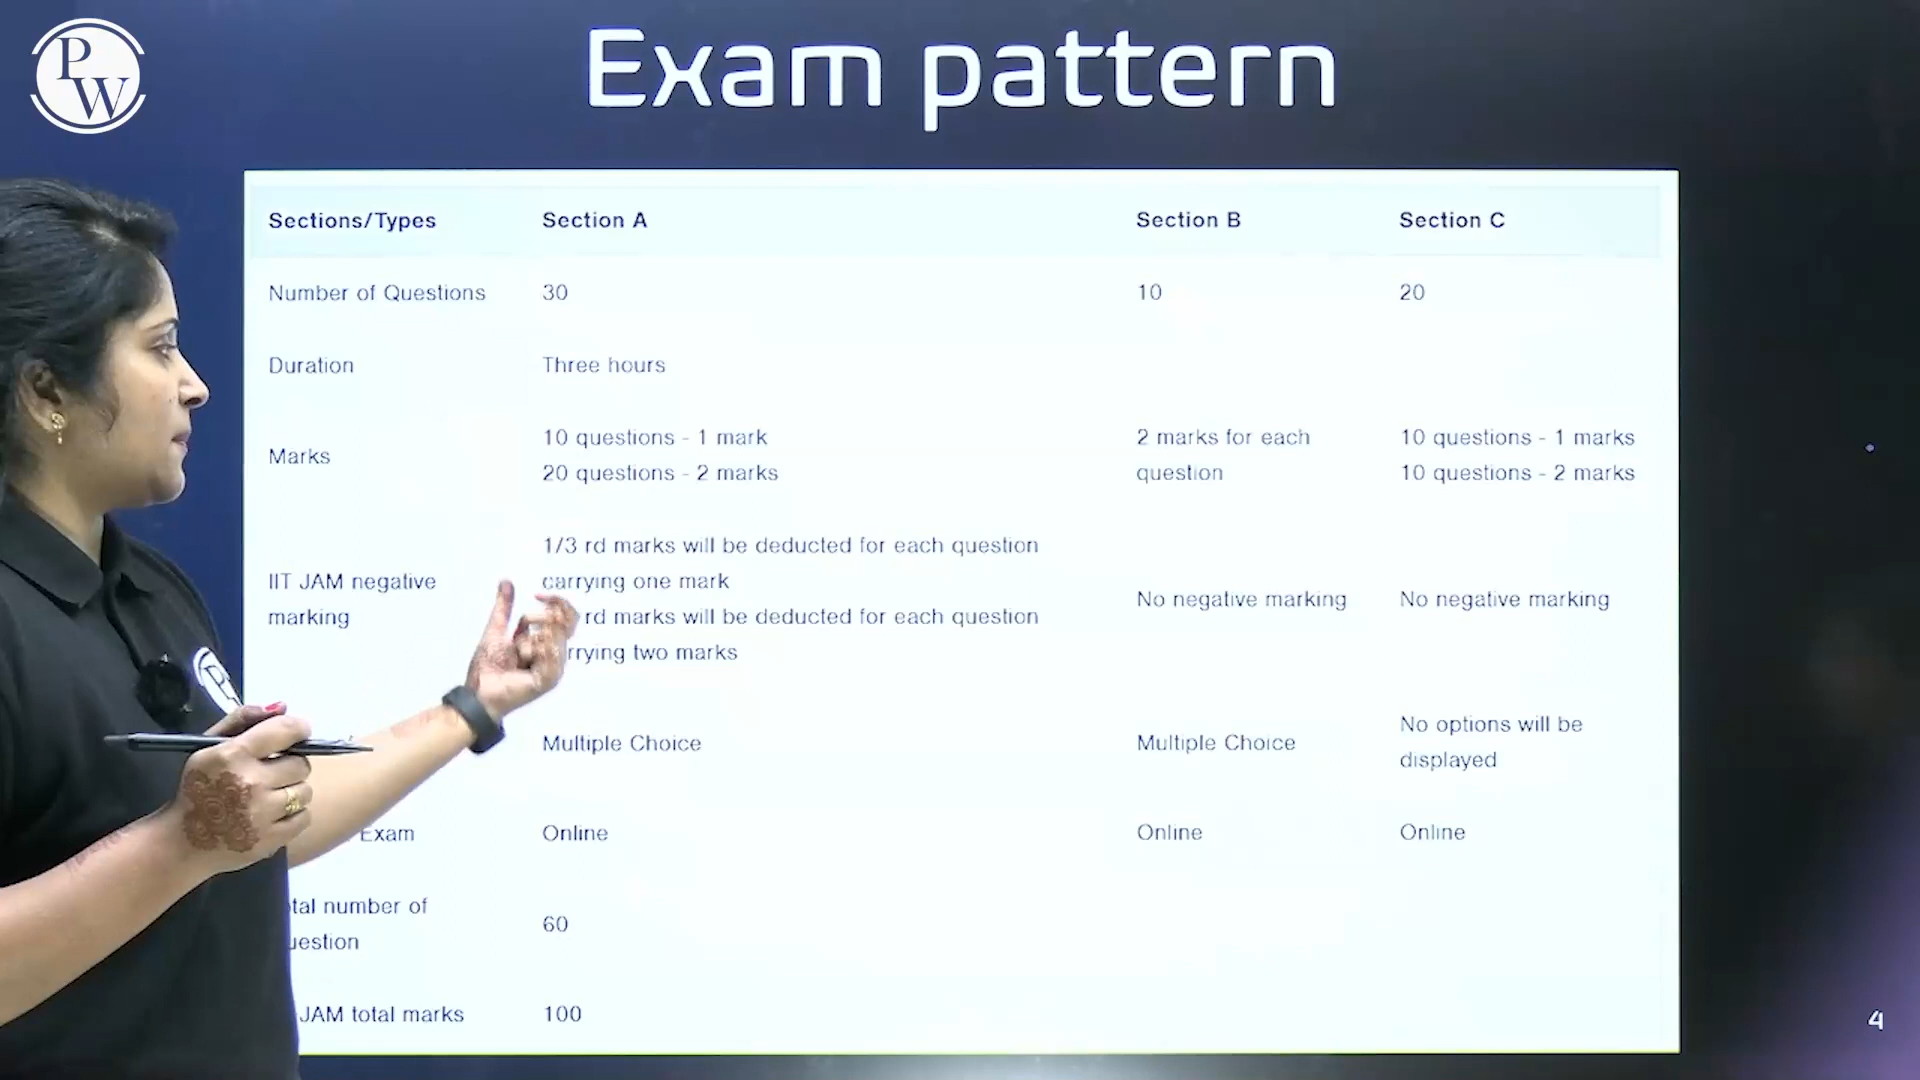 PW
Exam pattern
Sections/Types Section A Section B Section C
Number of Questions 30 10 20
Duration Three hours
Marks
10 questions - 1 mark
20 questions - 2 marks
2 marks for each
question
10 questions - 1 marks
10 questions - 2 marks
IIT JAM negative
marking
1/3 rd marks will be deducted for each question
carrying one mark
rd marks will be deducted for each question
two marks
No negative marking
No negative marking
Multiple Choice
Multiple Choice
No options will be
displayed
Exam Online Online Online
number of
60
JAM total marks 100
4